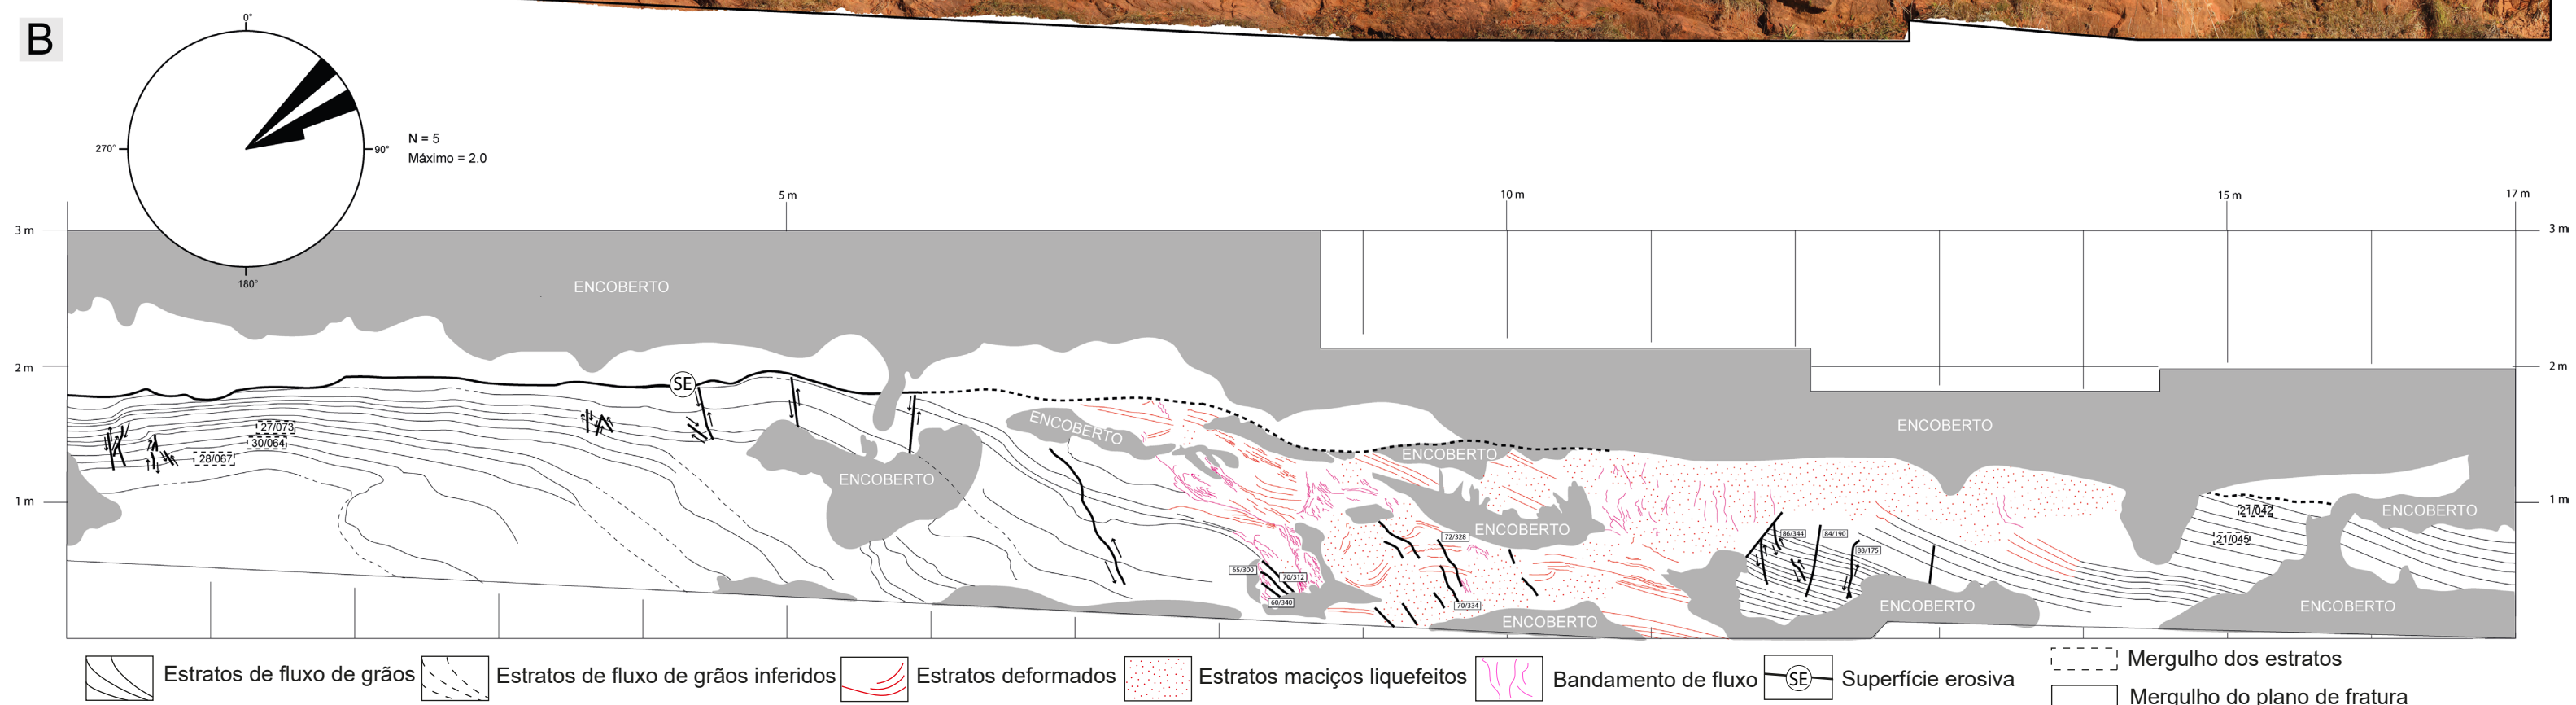 B
0°
270°
90°
180°
N = 5
Máximo = 2.0
5 m
10 m
15 m
17 m
3 m
3 m
2 m
2 m
1 m
1 m
ENCOBERTO
SE
27/073
30/064
28/067
ENCOBERTO
ENCOBERTO
ENCOBERTO
ENCOBERTO
ENCOBERTO
ENCOBERTO
65/300
70/312
60/340
72/328
70/334
86/344
84/190
88/175
21/042
21/045
ENCOBERTO
ENCOBERTO
ENCOBERTO
Estratos de fluxo de grãos
Estratos de fluxo de grãos inferidos
Estratos deformados
Estratos maciços liquefeitos
Bandamento de fluxo
SE
Superfície erosiva
Mergulho dos estratos
Mergulho do plano de fratura